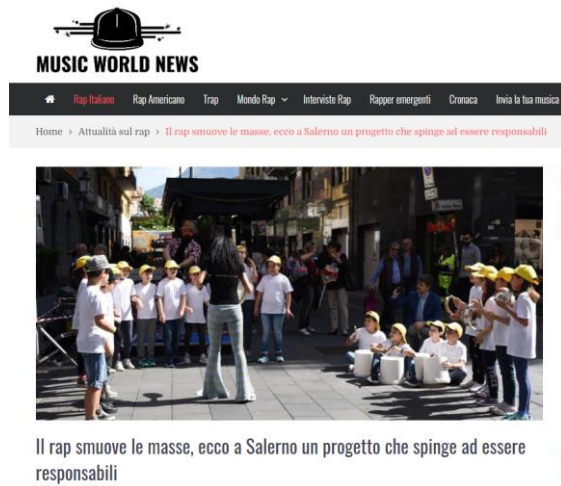 MUSIC WORLD NEWS
Rap Italiano Rap Americano Trap Mondo Rap Interviste Rap Rapper emergenti Cronaca Invia la tua musica
Home > Attualità sul rap > Il rap smuove le masse, ecco a Salerno un progetto che spinge ad essere responsabili
Il rap smuove le masse, ecco a Salerno un progetto che spinge ad essere
responsabili